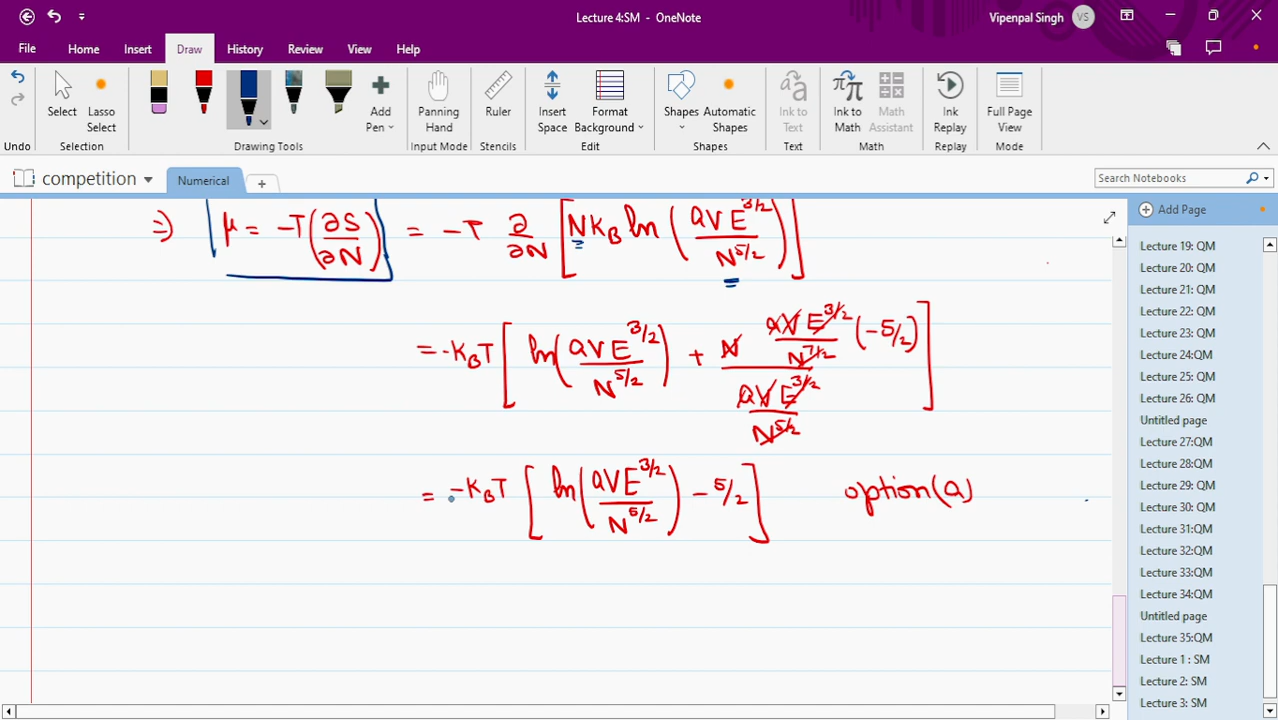 Lecture 4:SM - OneNote
Vipenpal Singh VS
File Home Insert Draw History Review View Help
Select
Lasso Select
Add Pen
Panning Hand
Ruler
Insert Space
Format Background
Shapes
Automatic Shapes
Ink to Text
Ink to Math
Math Assistant
Ink Replay
Full Page View
Undo Selection Drawing Tools Input Mode Stencils Edit Drawing Text Math Replay Mode
competition Numerical + Search Notebooks
⇒ μ = -T(∂S/∂N) = -T ∂/∂N [N K_B ln(aVE^{3/2}/N^{5/2})]
= -K_BT [ln(aVE^{3/2}/N^{5/2}) + N (aVE^{3/2}/N^{7/2})(-5/2)/(aVE^{3/2}/N^{5/2})]
= -K_BT [ln(aVE^{3/2}/N^{5/2}) - 5/2] option(a)
Add Page
Lecture 19: QM
Lecture 20: QM
Lecture 21: QM
Lecture 22: QM
Lecture 23: QM
Lecture 24:QM
Lecture 25: QM
Lecture 26: QM
Untitled page
Lecture 27:QM
Lecture 28: QM
Lecture 29: QM
Lecture 30: QM
Lecture 31: QM
Lecture 32: QM
Lecture 33: QM
Lecture 34: QM
Untitled page
Lecture 35:QM
Lecture 1 : SM
Lecture 2: SM
Lecture 3: SM